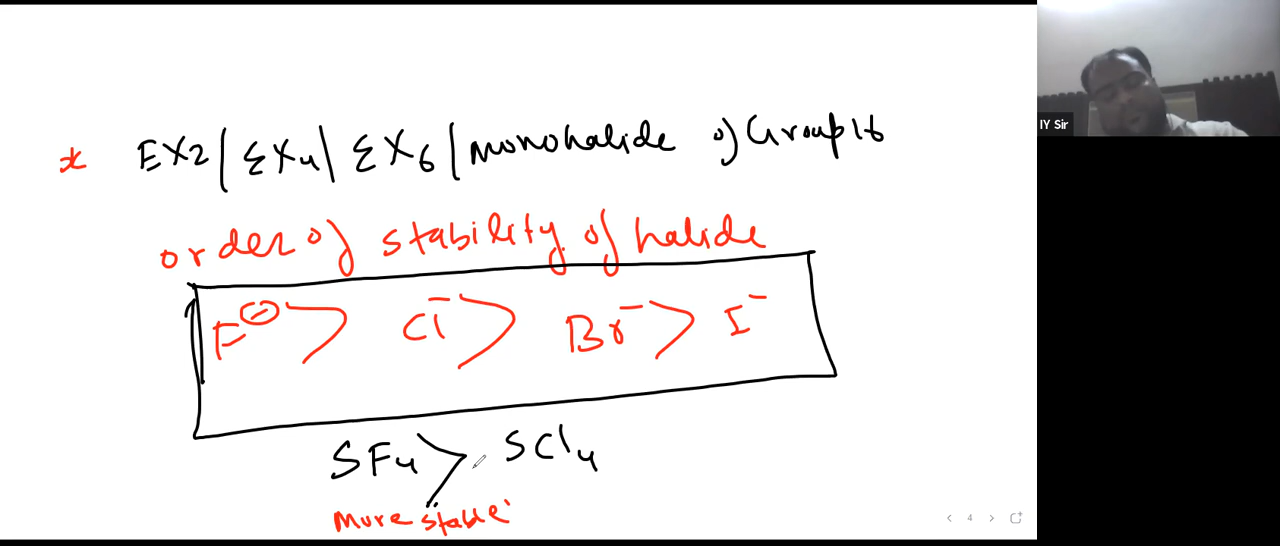 * EX2 | EX4 | EX6 | monohalide of Group 16
order of stability of halide
F⊖ > Cl⁻ > Br⁻ > I⁻
SF4 > SCl4
More stable
IY Sir
4